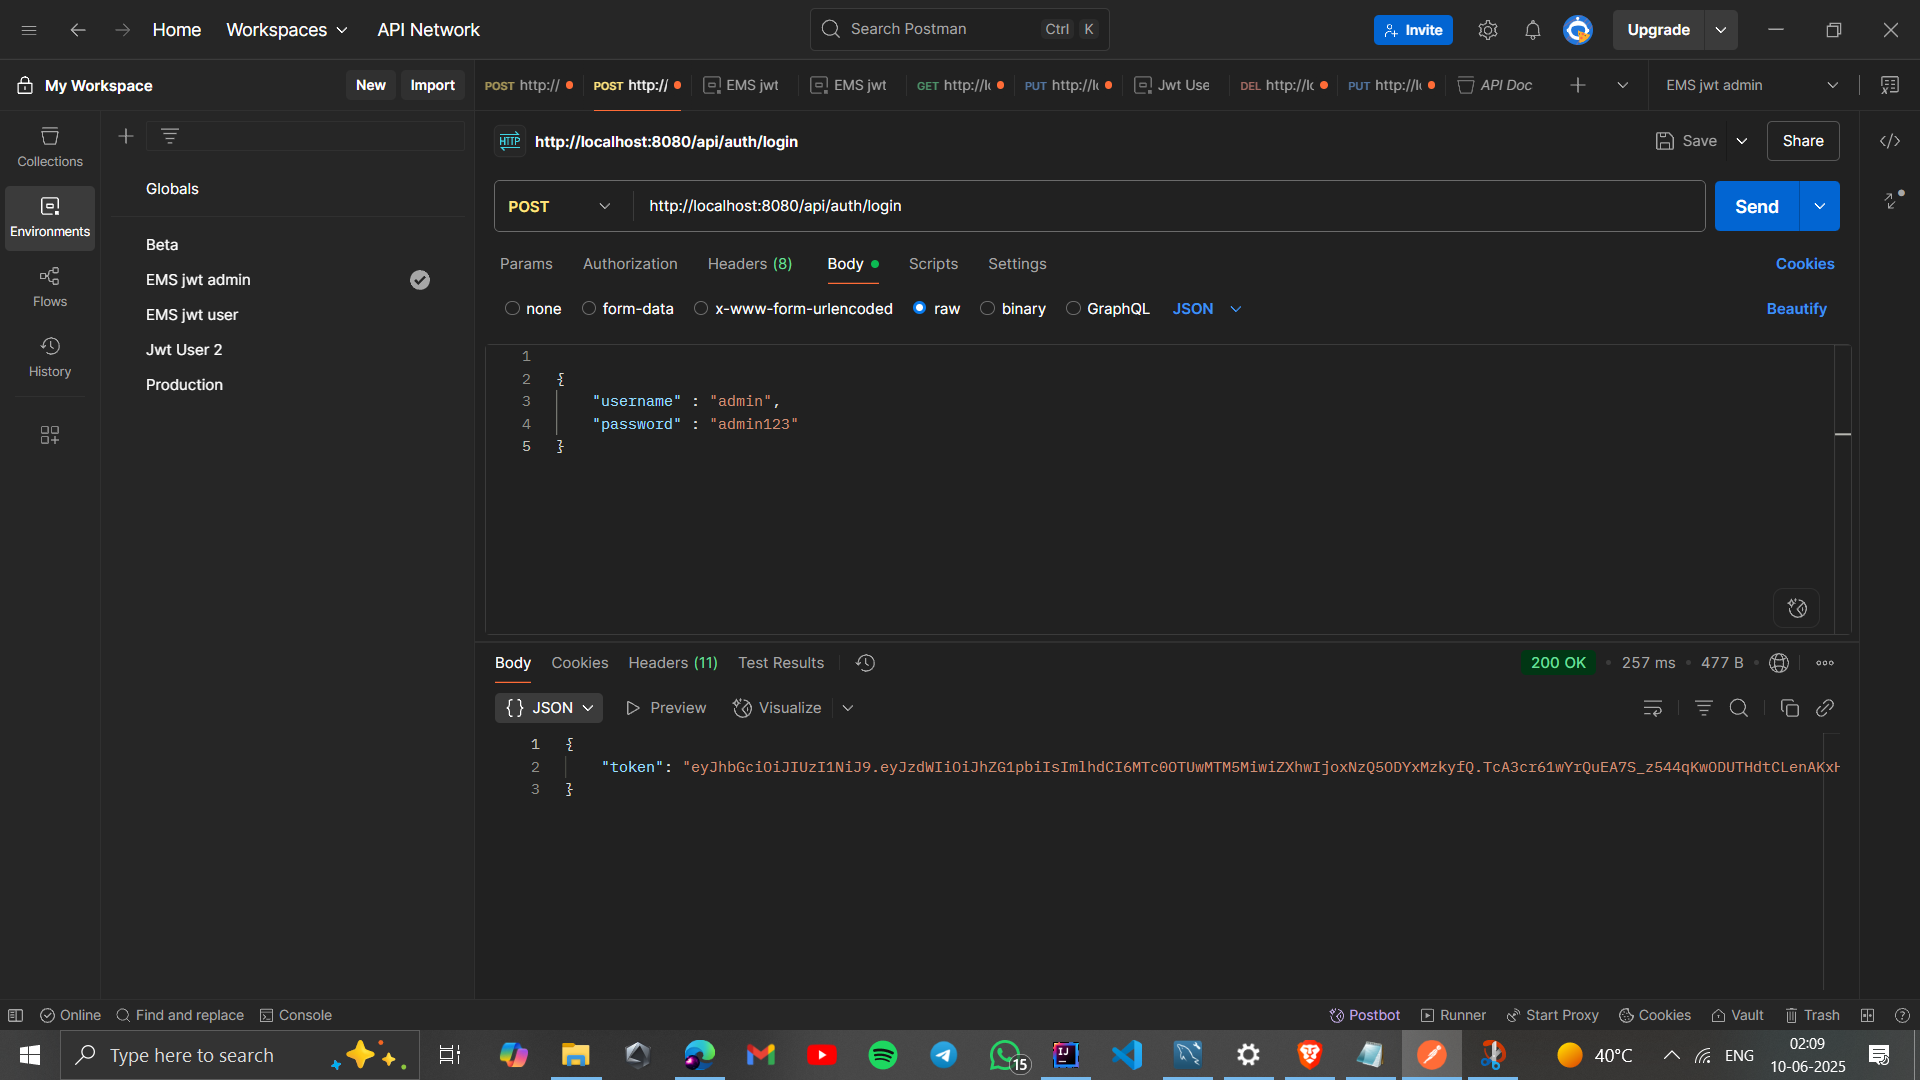 Home
Workspaces
API Network
Search Postman
Ctrl K
Invite
Upgrade
My Workspace
New
Import
POST http://
POST http://
EMS jwt
EMS jwt
GET http://l
PUT http://l
Jwt Use
DEL http://l
PUT http://l
API Doc
EMS jwt admin
Collections
Environments
Flows
History
Globals
Beta
EMS jwt admin
EMS jwt user
Jwt User 2
Production
HTTP
http://localhost:8080/api/auth/login
Save
Share
POST
http://localhost:8080/api/auth/login
Send
Params
Authorization
Headers (8)
Body
Scripts
Settings
Cookies
none
form-data
x-www-form-urlencoded
raw
binary
GraphQL
JSON
Beautify
1
2 {
3 "username" : "admin",
4 "password" : "admin123"
5 }
Body
Cookies
Headers (11)
Test Results
200 OK
257 ms
477 B
{} JSON
Preview
Visualize
1 {
2 "token": "eyJhbGciOiJIUzI1NiJ9.eyJzdWIiOiJhZG1pbiIsImlhdCI6MTc0OTUwMTM5MiwiZXhwIjoxNzQ5ODYxMzkyfQ.TcA3cr61wYrQuEA7S_z544qKwODUTHdtCLenAKxH
3 }
Online
Find and replace
Console
Postbot
Runner
Start Proxy
Cookies
Vault
Trash
Type here to search
15
IJ
40°C
ENG
02:09
10-06-2025